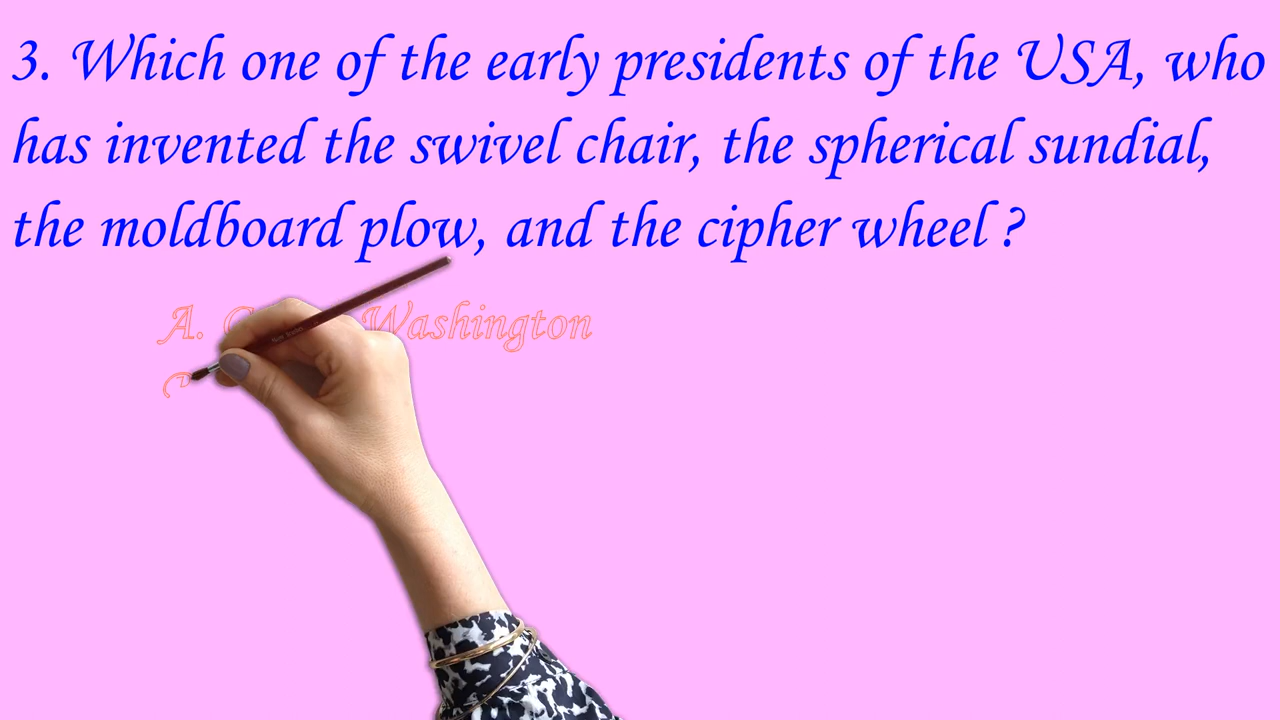 3. Which one of the early presidents of the USA, who
has invented the swivel chair, the spherical sundial,
the moldboard plow, and the cipher wheel ?
A. Washington